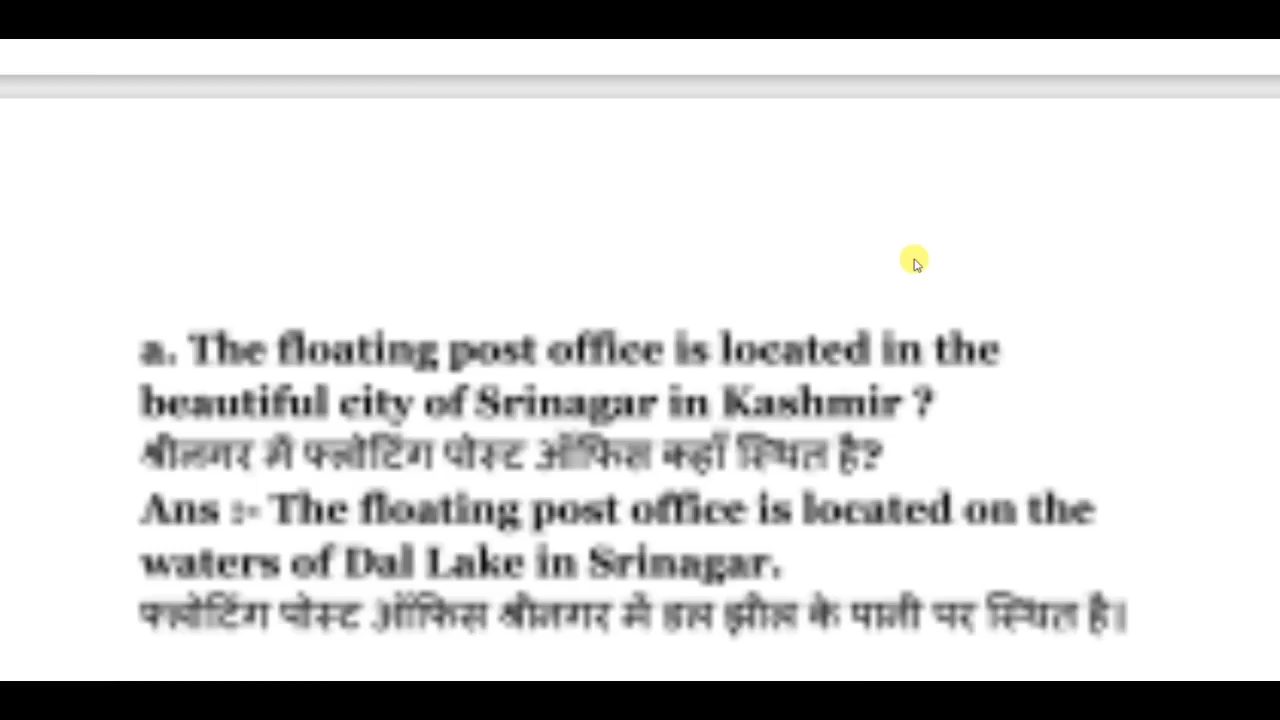 a. The floating post office is located in the
beautiful city of Srinagar in Kashmir ?
श्रीनगर में फ्लोटिंग पोस्ट ऑफिस कहाँ स्थित है?
Ans :- The floating post office is located on the
waters of Dal Lake in Srinagar.
फ्लोटिंग पोस्ट ऑफिस श्रीनगर में डल झील के पानी पर स्थित है।